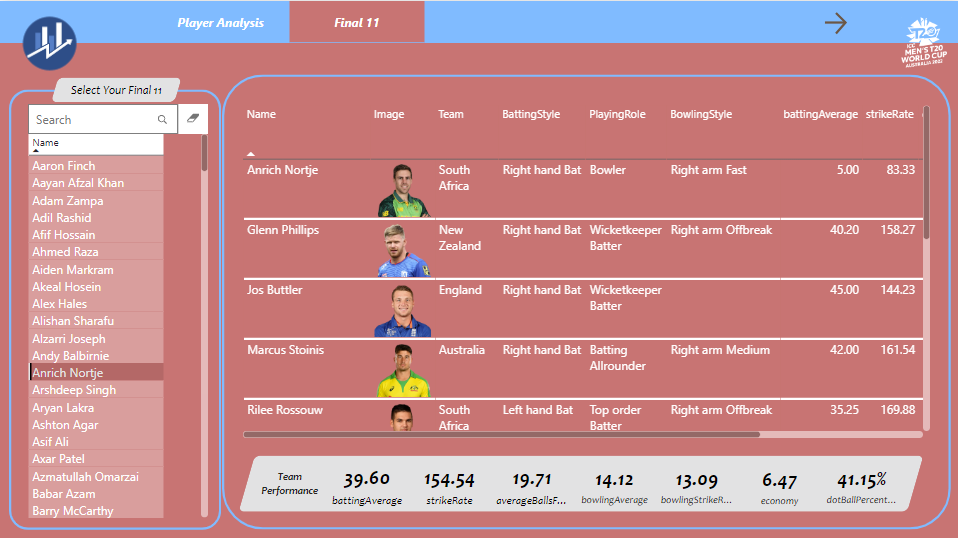 Player Analysis
Final 11
T20
ICC
MEN'S T20
WORLD CUP
AUSTRALIA 2022
Select Your Final 11
Search
Name
Aaron Finch
Aayan Afzal Khan
Adam Zampa
Adil Rashid
Afif Hossain
Ahmed Raza
Aiden Markram
Akeal Hosein
Alex Hales
Alishan Sharafu
Alzarri Joseph
Andy Balbirnie
Anrich Nortje
Arshdeep Singh
Aryan Lakra
Ashton Agar
Asif Ali
Axar Patel
Azmatullah Omarzai
Babar Azam
Barry McCarthy
Name Image Team BattingStyle PlayingRole BowlingStyle battingAverage strikeRate
Anrich Nortje South Right hand Bat Bowler Right arm Fast 5.00 83.33
Africa
Glenn Phillips New Right hand Bat Wicketkeeper Right arm Offbreak 40.20 158.27
Zealand Batter
Jos Buttler England Right hand Bat Wicketkeeper 45.00 144.23
Batter
Marcus Stoinis Australia Right hand Bat Batting Right arm Medium 42.00 161.54
Allrounder
Rilee Rossouw South Left hand Bat Top order Right arm Offbreak 35.25 169.88
Africa Batter
Team
Performance
39.60 154.54 19.71 14.12 13.09 6.47 41.15%
battingAverage strikeRate averageBallsF... bowlingAverage bowlingStrikeR... economy dotBallPercent...